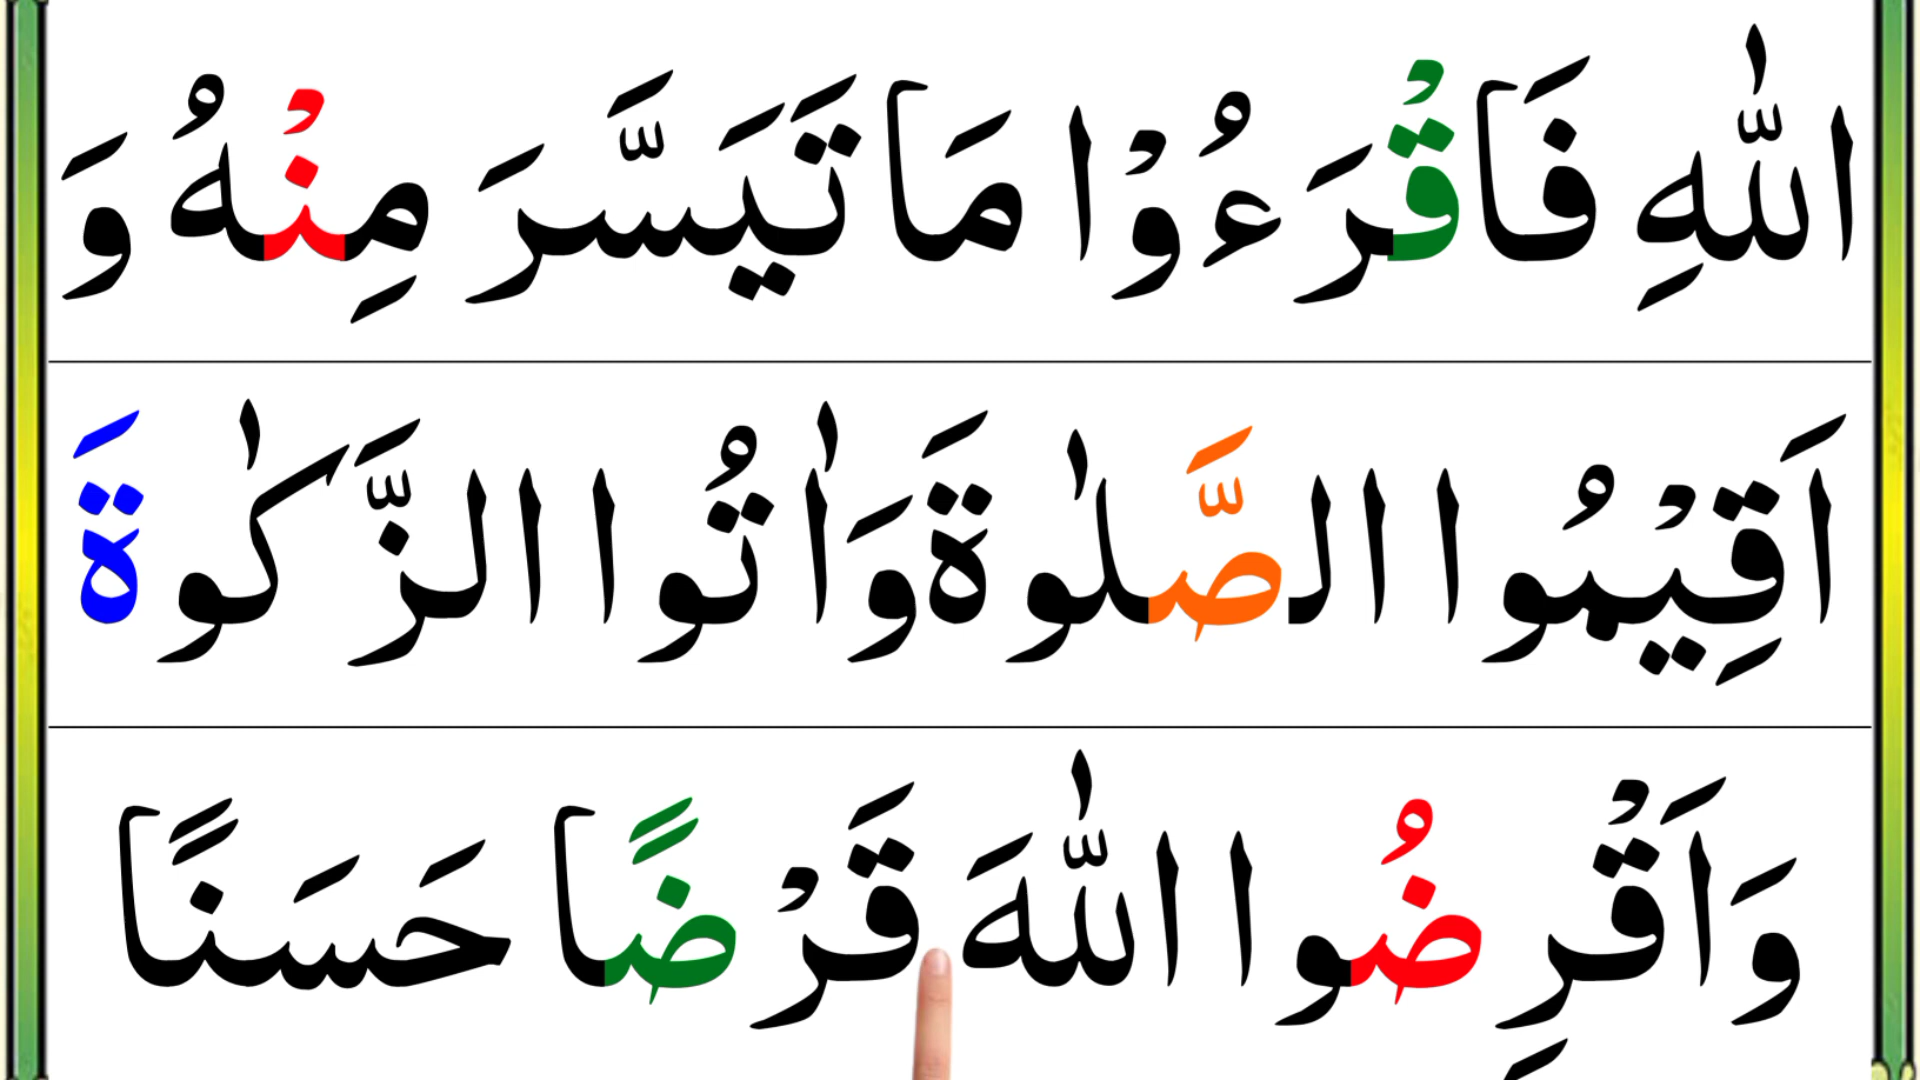 اللّٰهِ فَاقْرَءُوْا مَا تَيَسَّرَ مِنْهُ وَ
اَقِيْمُوا الصَّلٰوةَ وَاٰتُوا الزَّكٰوةَ
وَاَقْرِضُوا اللّٰهَ قَرْضًا حَسَنًا